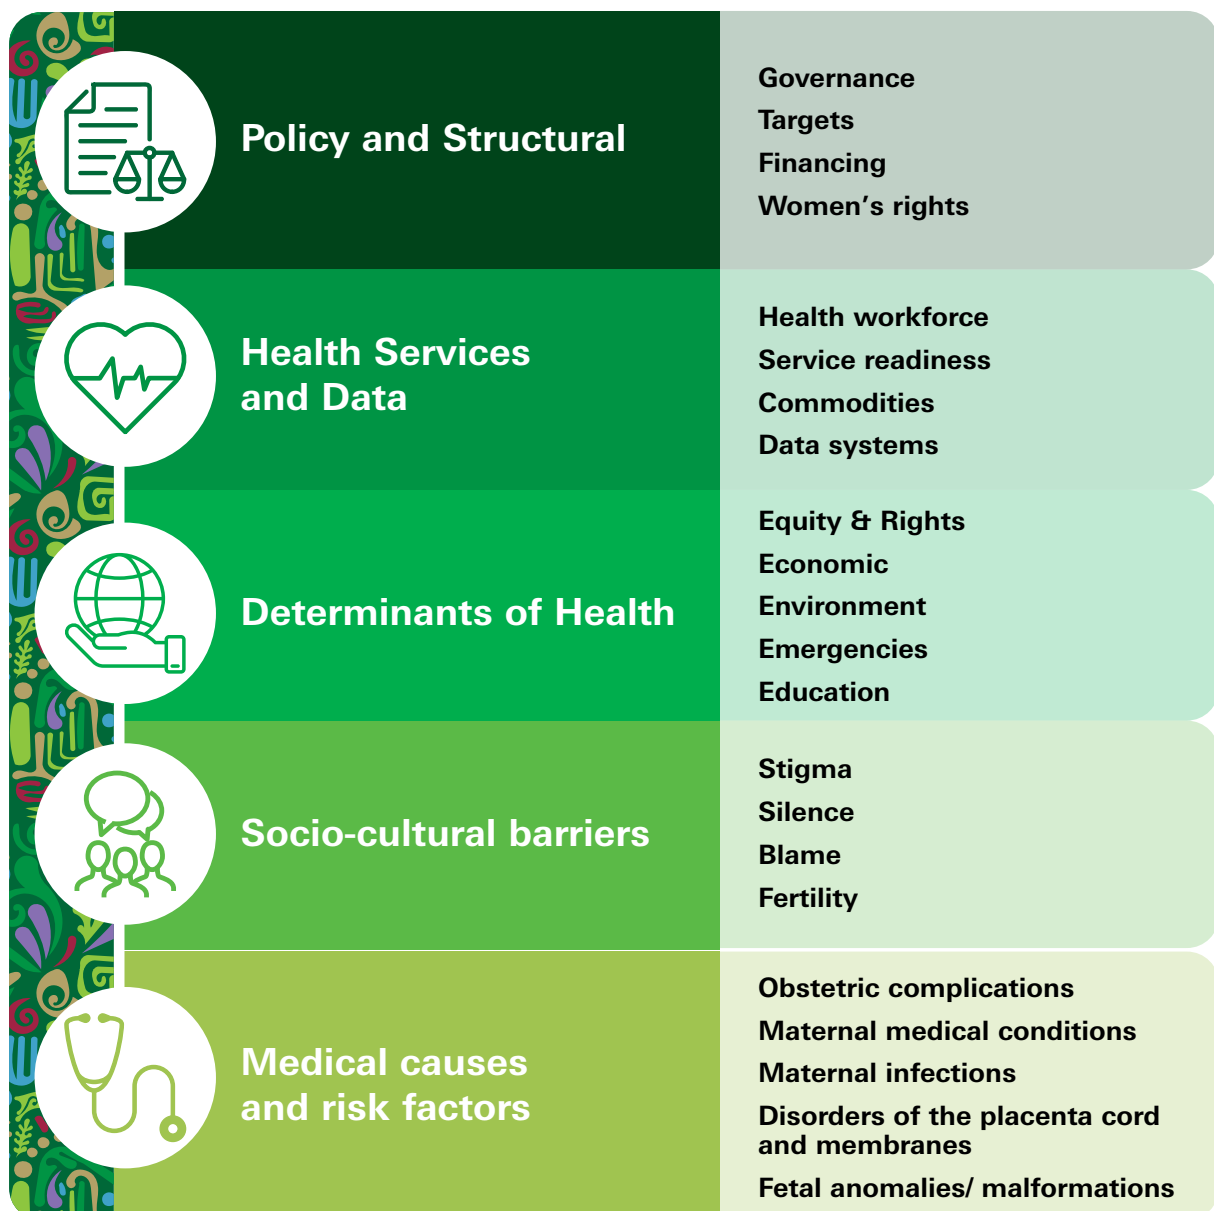 Policy and Structural
Governance
Targets
Financing
Women’s rights
Health Services
and Data
Health workforce
Service readiness
Commodities
Data systems
Determinants of Health
Equity & Rights
Economic
Environment
Emergencies
Education
Socio-cultural barriers
Stigma
Silence
Blame
Fertility
Medical causes
and risk factors
Obstetric complications
Maternal medical conditions
Maternal infections
Disorders of the placenta cord
and membranes
Fetal anomalies/ malformations